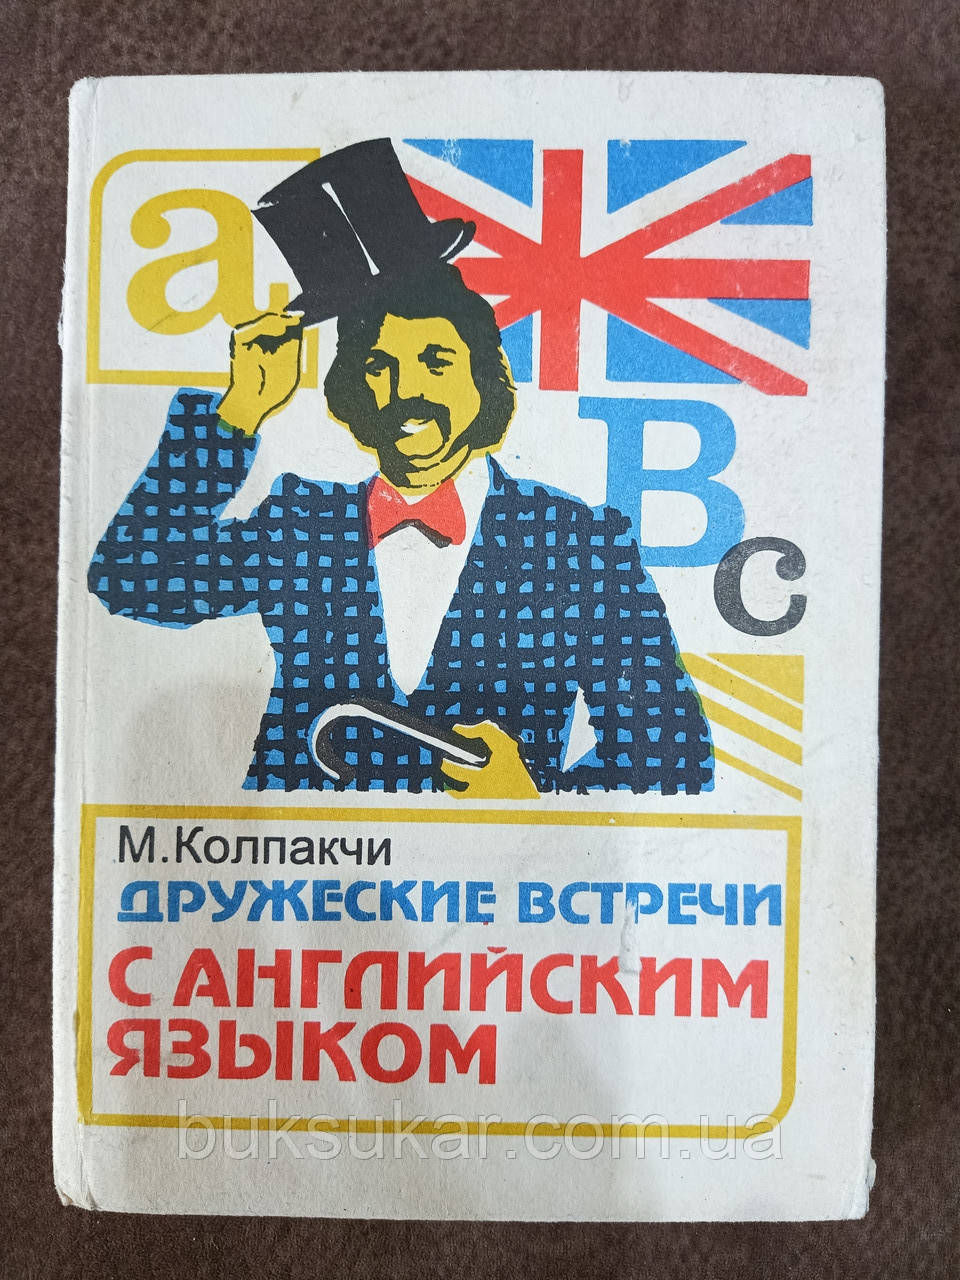 a
B
c
М.Колпакчи
ДРУЖЕСКИЕ ВСТРЕЧИ
С АНГЛИЙСКИМ
ЯЗЫКОМ
buksukar.com.ua